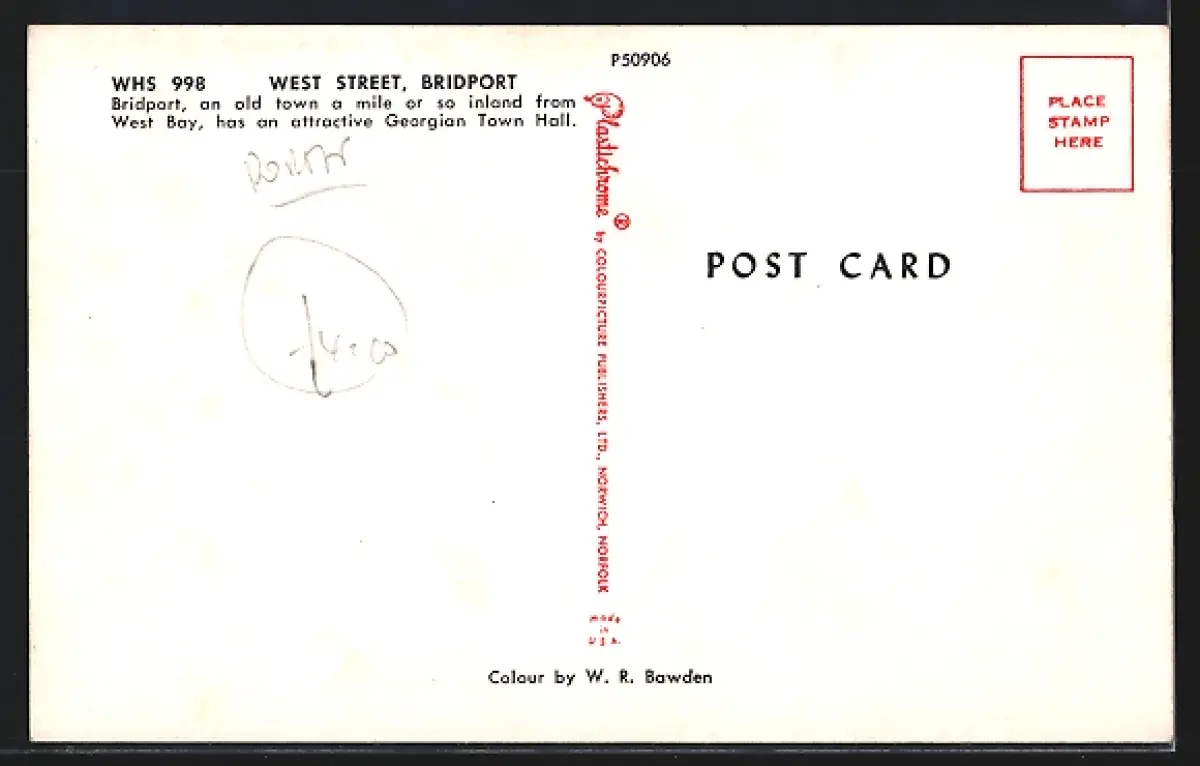 P50906
WHS 998 WEST STREET, BRIDPORT
Bridport, an old town a mile or so inland from
West Bay, has an attractive Georgian Town Hall.
Plastichrome ®
by COLOURPICTURE PUBLISHERS, LTD., NORWICH, NORFOLK
made
in
U.S.A.
PLACE
STAMP
HERE
POST CARD
Colour by W. R. Bawden